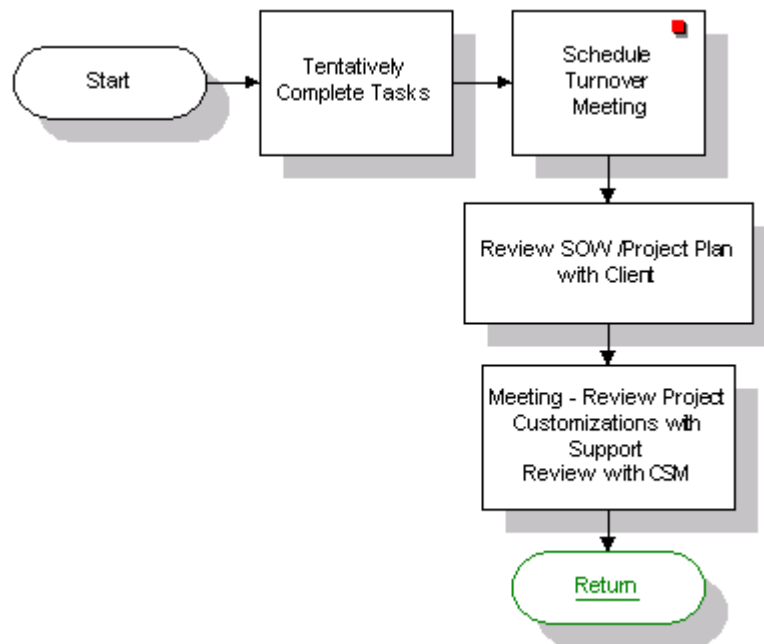 Start
Tentatively
Complete Tasks
Schedule
Turnover
Meeting
Review SOW /Project Plan
with Client
Meeting - Review Project
Customizations with
Support
Review with CSM
Return